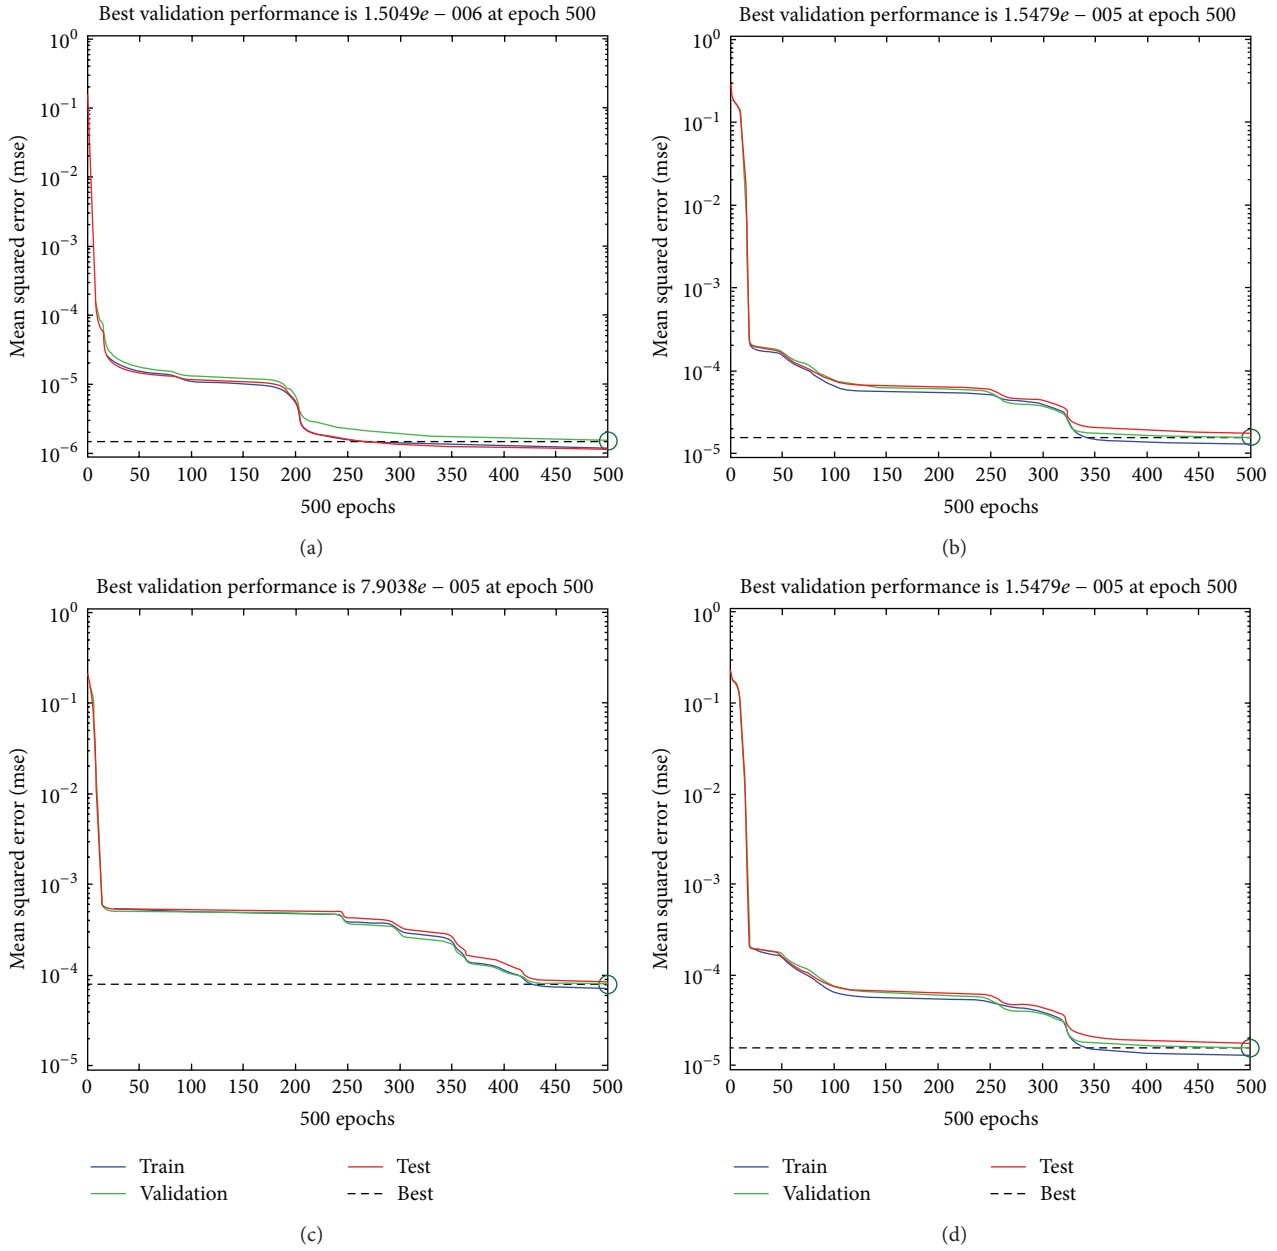 Best validation performance is 1.5049e − 006 at epoch 500
10^0
10^−1
10^−2
10^−3
10^−4
10^−5
10^−6
Mean squared error (mse)
0 50 100 150 200 250 300 350 400 450 500
500 epochs
(a)
Best validation performance is 1.5479e − 005 at epoch 500
10^0
10^−1
10^−2
10^−3
10^−4
10^−5
Mean squared error (mse)
0 50 100 150 200 250 300 350 400 450 500
500 epochs
(b)
Best validation performance is 7.9038e − 005 at epoch 500
10^0
10^−1
10^−2
10^−3
10^−4
10^−5
Mean squared error (mse)
0 50 100 150 200 250 300 350 400 450 500
500 epochs
Train Test
Validation Best
(c)
Best validation performance is 1.5479e − 005 at epoch 500
10^0
10^−1
10^−2
10^−3
10^−4
10^−5
Mean squared error (mse)
0 50 100 150 200 250 300 350 400 450 500
500 epochs
Train Test
Validation Best
(d)